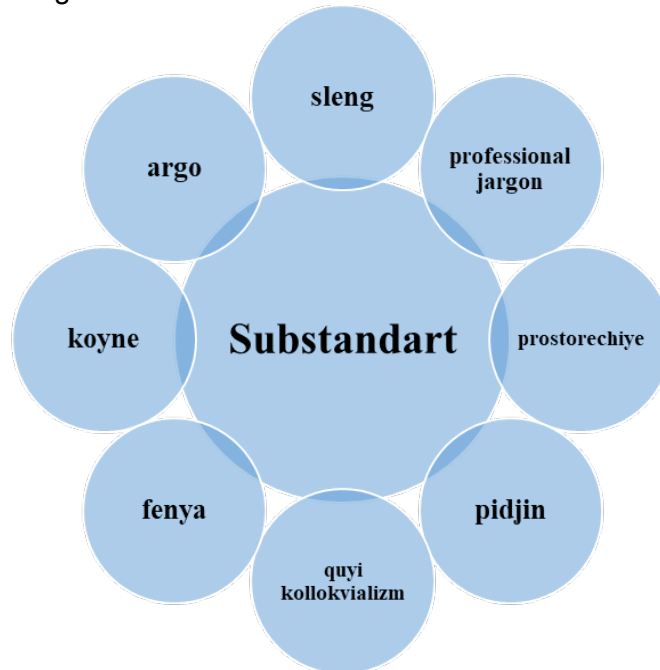 sleng
professional
jargon
argo
Substandart
koyne
prostorechiye
fenya
pidjin
quyi
kollokvializm